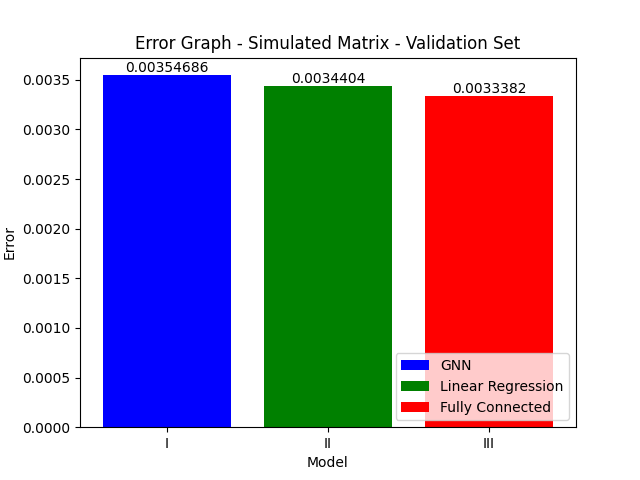 Error Graph - Simulated Matrix - Validation Set
0.00354686
0.0034404
0.0033382
0.0035
0.0030
0.0025
0.0020
0.0015
0.0010
0.0005
0.0000
Error
GNN
Linear Regression
Fully Connected
I
II
III
Model